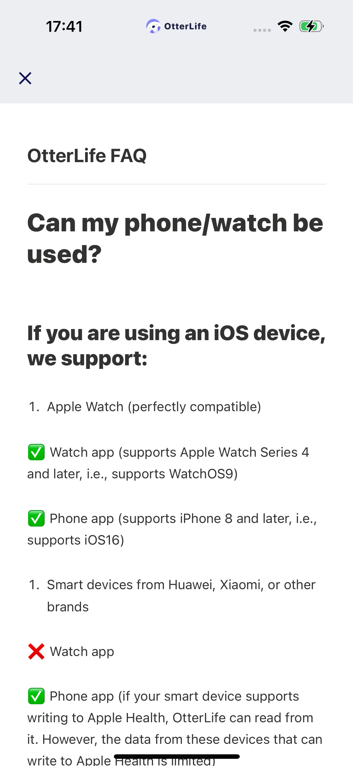 17:41
OtterLife
OtterLife FAQ
Can my phone/watch be
used?
If you are using an iOS device,
we support:
1. Apple Watch (perfectly compatible)
✅ Watch app (supports Apple Watch Series 4
and later, i.e., supports WatchOS9)
✅ Phone app (supports iPhone 8 and later, i.e.,
supports iOS16)
1. Smart devices from Huawei, Xiaomi, or other
brands
❌ Watch app
✅ Phone app (if your smart device supports
writing to Apple Health, OtterLife can read from
it. However, the data from these devices that can
write to Apple Health is limited)